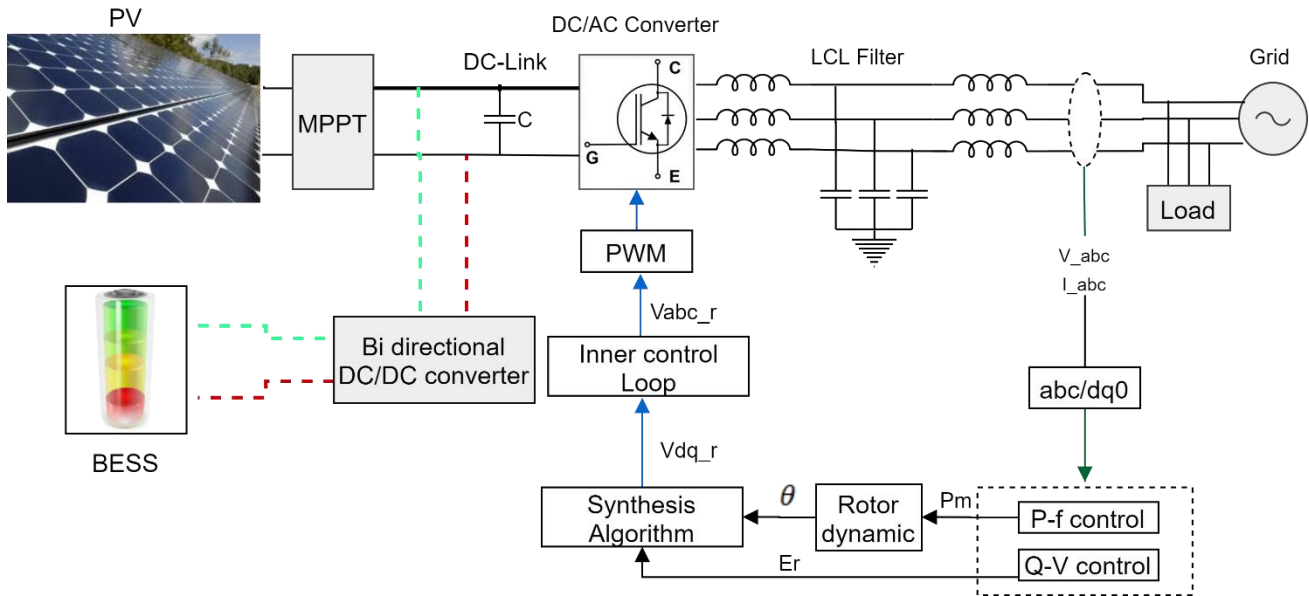 PV
DC/AC Converter
DC-Link
LCL Filter
Grid
MPPT
C
C
G
E
Load
PWM
V_abc
I_abc
Vabc_r
Bi directional
DC/DC converter
Inner control
Loop
abc/dq0
BESS
Vdq_r
Synthesis
Algorithm
θ
Rotor
dynamic
Pm
P-f control
Er
Q-V control